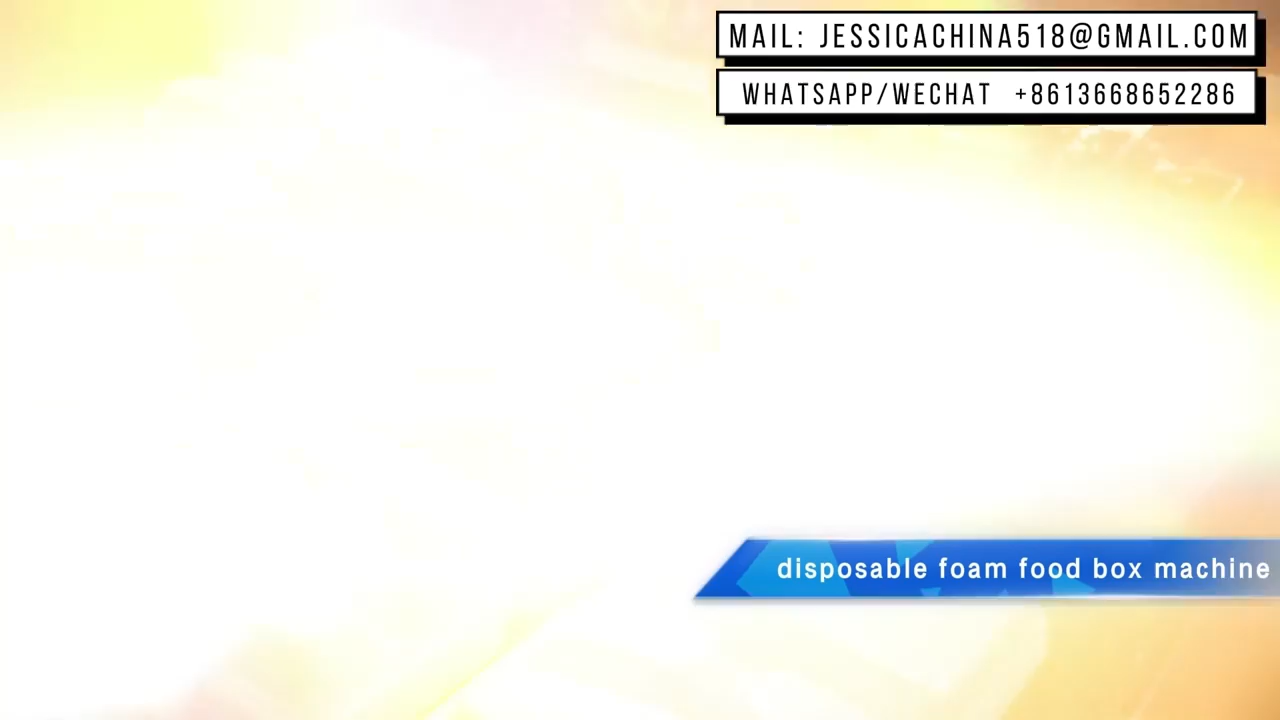 MAIL: JESSICACHINA518@GMAIL.COM
WHATSAPP/WECHAT +8613668652286
disposable foam food box machine